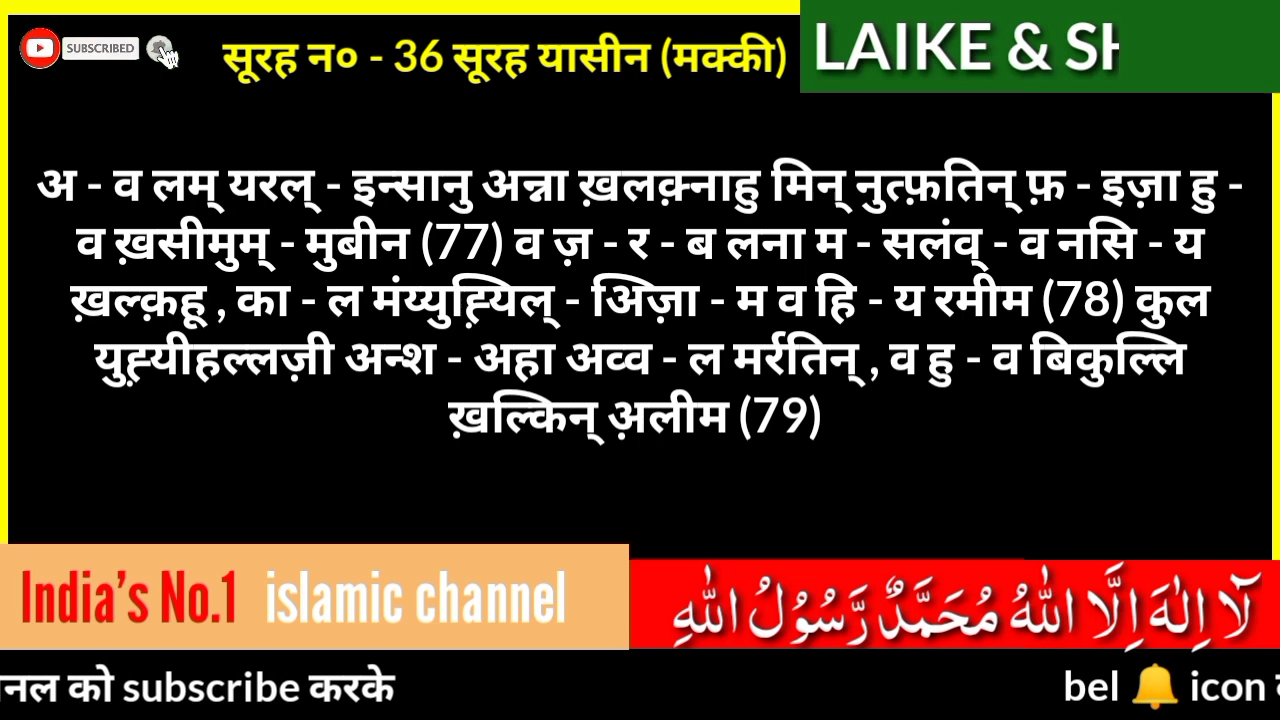 SUBSCRIBED
सूरह न० - 36 सूरह यासीन (मक्की)
LAIKE &
अ - व लम् यरल् - इन्सानु अन्ना ख़लक़्नाहु मिन् नुत्फ़तिन् फ़ - इज़ा हु -
व ख़सीमुम् - मुबीन (77) व ज़ - र - ब लना म - सलंव् - व नसि - य
ख़ल्क़हू , का - ल मंय्युह़्यिल् - अ़िज़ा - म व हि - य रमीम (78) कुल
युह़्यीहल्लज़ी अन्श - अहा अव्व - ल मर्रतिन् , व हु - व बिकुल्लि
ख़ल्किन् अ़लीम (79)
India's No.1 islamic channel
لَا اِلٰهَ اِلَّا اللّٰهُ مُحَمَّدٌ رَّسُوْلُ اللّٰهِ
नल को subscribe करके bel 🔔 icon